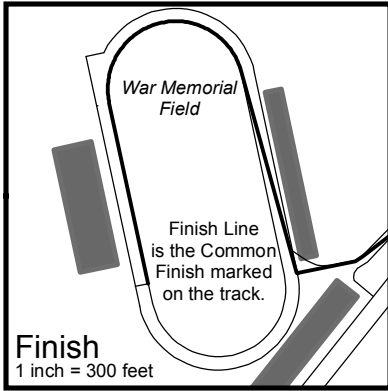 War Memorial
Field
Finish Line
is the Common
Finish marked
on the track.
Finish
1 inch = 300 feet